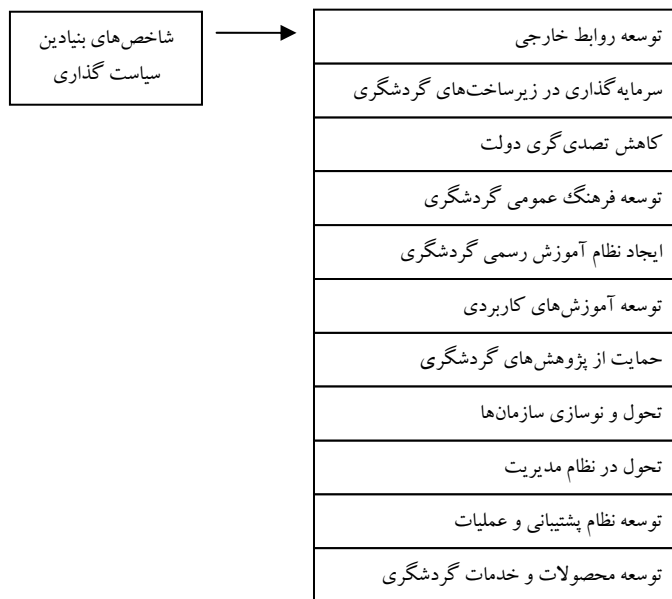 شاخص‌های بنیادین
سیاست گذاری
توسعه روابط خارجی
سرمایه‌گذاری در زیرساخت‌های گردشگری
کاهش تصدی‌گری دولت
توسعه فرهنگ عمومی گردشگری
ایجاد نظام آموزش رسمی گردشگری
توسعه آموزش‌های کاربردی
حمایت از پژوهش‌های گردشگری
تحول و نوسازی سازمان‌ها
تحول در نظام مدیریت
توسعه نظام پشتیبانی و عملیات
توسعه محصولات و خدمات گردشگری